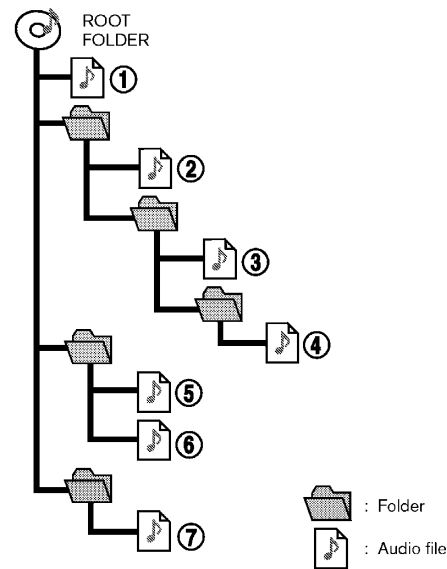 ROOT
FOLDER
①
②
③
④
⑤
⑥
⑦
: Folder
: Audio file